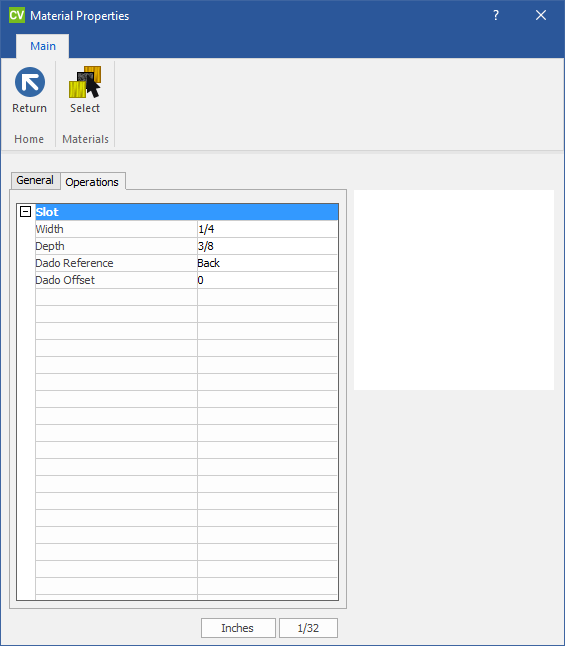 CV Material Properties ?
Main
Return Select
Home Materials
General Operations
Slot
Width 1/4
Depth 3/8
Dado Reference Back
Dado Offset 0
Inches 1/32